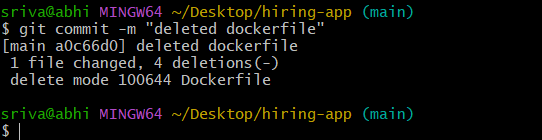 sriva@abhi MINGW64 ~/Desktop/hiring-app (main)
$ git commit -m "deleted dockerfile"
[main a0c66d0] deleted dockerfile
 1 file changed, 4 deletions(-)
 delete mode 100644 Dockerfile
sriva@abhi MINGW64 ~/Desktop/hiring-app (main)
$